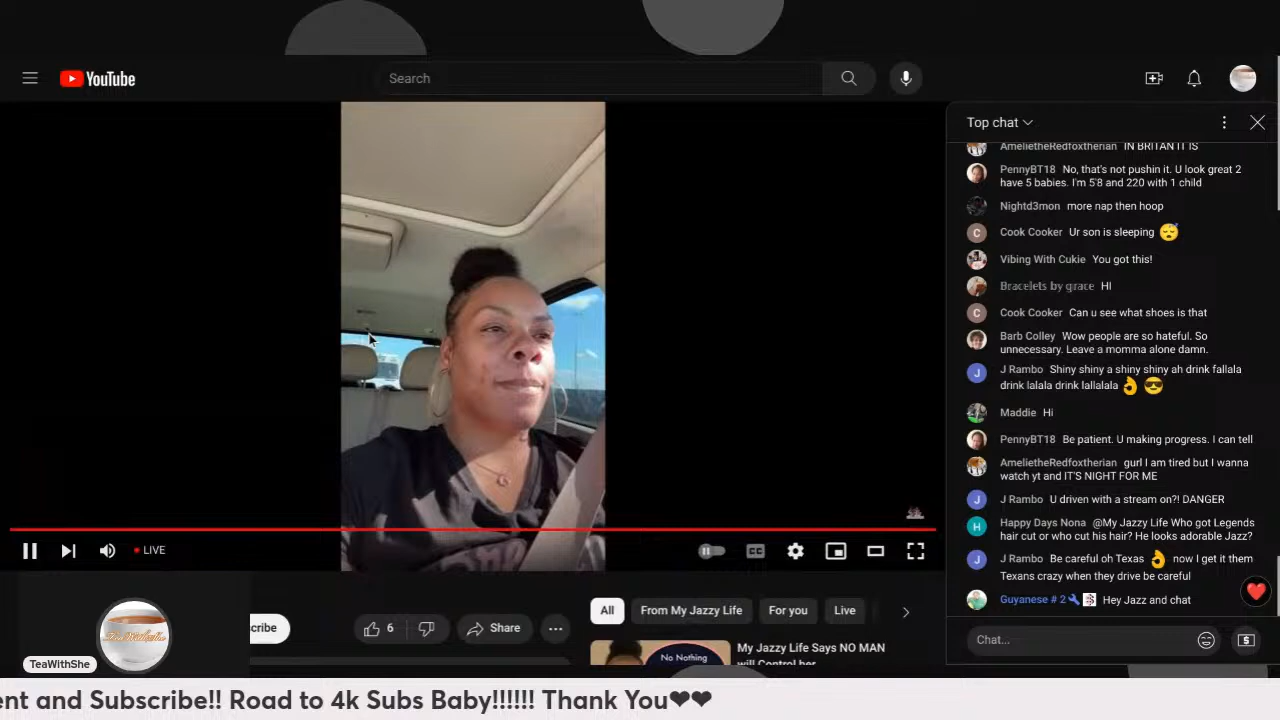 YouTube
Search
Top chat
AmelietheRedfoxtherian IN BRITAN IT IS
PennyBT18 No, that's not pushin it. U look great 2
have 5 babies. I'm 5'8 and 220 with 1 child
Nightd3mon more nap then hoop
Cook Cooker Ur son is sleeping 😴
Vibing With Cukie You got this!
Bracelets by grace HI
Cook Cooker Can u see what shoes is that
Barb Colley Wow people are so hateful. So
unnecessary. Leave a momma alone damn.
J Rambo Shiny shiny a shiny shiny ah drink fallala
drink lalala drink lallalala 👌 😎
Maddie Hi
PennyBT18 Be patient. U making progress. I can tell
AmelietheRedfoxtherian gurl I am tired but I wanna
watch yt and IT'S NIGHT FOR ME
J Rambo U driven with a stream on?! DANGER
Happy Days Nona @My Jazzy Life Who got Legends
hair cut or who cut his hair? He looks adorable Jazz?
J Rambo Be careful oh Texas 👌 now I get it them
Texans crazy when they drive be careful
Guyanese # 2 Hey Jazz and chat
Chat...
LIVE
CC
cribe
6
Share
All
From My Jazzy Life
For you
Live
No Nothing
My Jazzy Life Says NO MAN
will Control her
TeaWithShe
TeaWithShe
ent and Subscribe!! Road to 4k Subs Baby!!!!!! Thank You❤❤